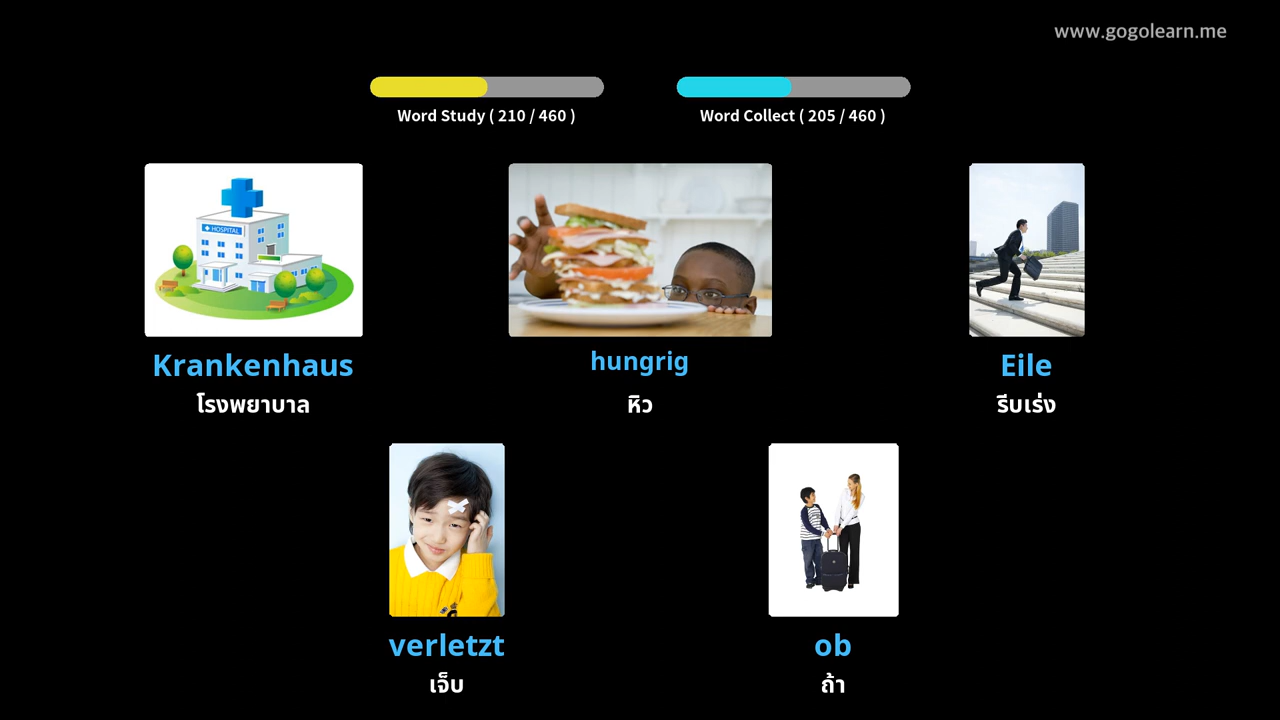 www.gogolearn.me
Word Study ( 210 / 460 )
Word Collect ( 205 / 460 )
HOSPITAL
Krankenhaus
hungrig
Eile
โรงพยาบาล
หิว
รีบเร่ง
verletzt
ob
เจ็บ
ถ้า